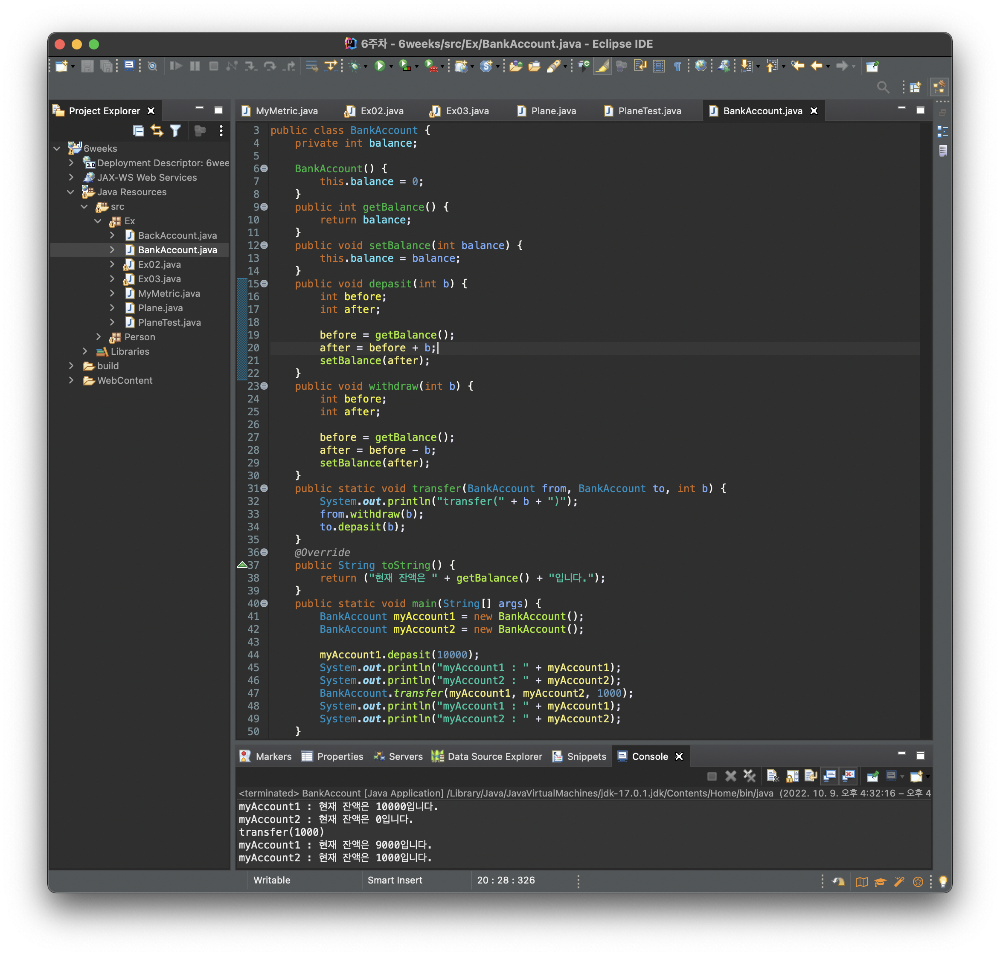 6주차 - 6weeks/src/Ex/BankAccount.java - Eclipse IDE
Project Explorer
6weeks
Deployment Descriptor: 6wee
JAX-WS Web Services
Java Resources
src
Ex
BackAccount.java
BankAccount.java
Ex02.java
Ex03.java
MyMetric.java
Plane.java
PlaneTest.java
Person
Libraries
build
WebContent
MyMetric.java Ex02.java Ex03.java Plane.java PlaneTest.java BankAccount.java
3 public class BankAccount {
4     private int balance;
5
6     BankAccount() {
7         this.balance = 0;
8     }
9     public int getBalance() {
10         return balance;
11     }
12     public void setBalance(int balance) {
13         this.balance = balance;
14     }
15     public void depasit(int b) {
16         int before;
17         int after;
18
19         before = getBalance();
20         after = before + b;
21         setBalance(after);
22     }
23     public void withdraw(int b) {
24         int before;
25         int after;
26
27         before = getBalance();
28         after = before - b;
29         setBalance(after);
30     }
31     public static void transfer(BankAccount from, BankAccount to, int b) {
32         System.out.println("transfer(" + b + ")");
33         from.withdraw(b);
34         to.depasit(b);
35     }
36     @Override
37     public String toString() {
38         return ("현재 잔액은 " + getBalance() + "입니다.");
39     }
40     public static void main(String[] args) {
41         BankAccount myAccount1 = new BankAccount();
42         BankAccount myAccount2 = new BankAccount();
43
44         myAccount1.depasit(10000);
45         System.out.println("myAccount1 : " + myAccount1);
46         System.out.println("myAccount2 : " + myAccount2);
47         BankAccount.transfer(myAccount1, myAccount2, 1000);
48         System.out.println("myAccount1 : " + myAccount1);
49         System.out.println("myAccount2 : " + myAccount2);
50     }
Markers Properties Servers Data Source Explorer Snippets Console
<terminated> BankAccount [Java Application] /Library/Java/JavaVirtualMachines/jdk-17.0.1.jdk/Contents/Home/bin/java (2022. 10. 9. 오후 4:32:16 – 오후 4
myAccount1 : 현재 잔액은 10000입니다.
myAccount2 : 현재 잔액은 0입니다.
transfer(1000)
myAccount1 : 현재 잔액은 9000입니다.
myAccount2 : 현재 잔액은 1000입니다.
Writable Smart Insert 20 : 28 : 326